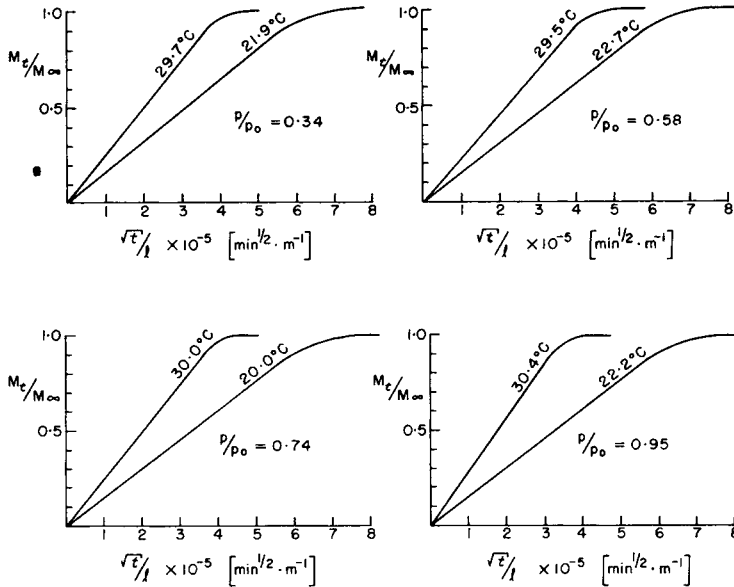 1·0
Mt/M∞
0·5
29·7°C
21·9°C
p/po = 0·34
1 2 3 4 5 6 7 8
√t/l ×10⁻⁵ [min^1/2 · m⁻¹]
1·0
Mt/M∞
0·5
29·5°C
22·7°C
p/po = 0·58
1 2 3 4 5 6 7 8
√t/l ×10⁻⁵ [min^1/2 · m⁻¹]
1·0
Mt/M∞
0·5
30·0°C
20·0°C
p/po = 0·74
1 2 3 4 5 6 7 8
√t/l ×10⁻⁵ [min^1/2 · m⁻¹]
1·0
Mt/M∞
0·5
30·4°C
22·2°C
p/po = 0·95
1 2 3 4 5 6 7 8
√t/l ×10⁻⁵ [min^1/2 · m⁻¹]